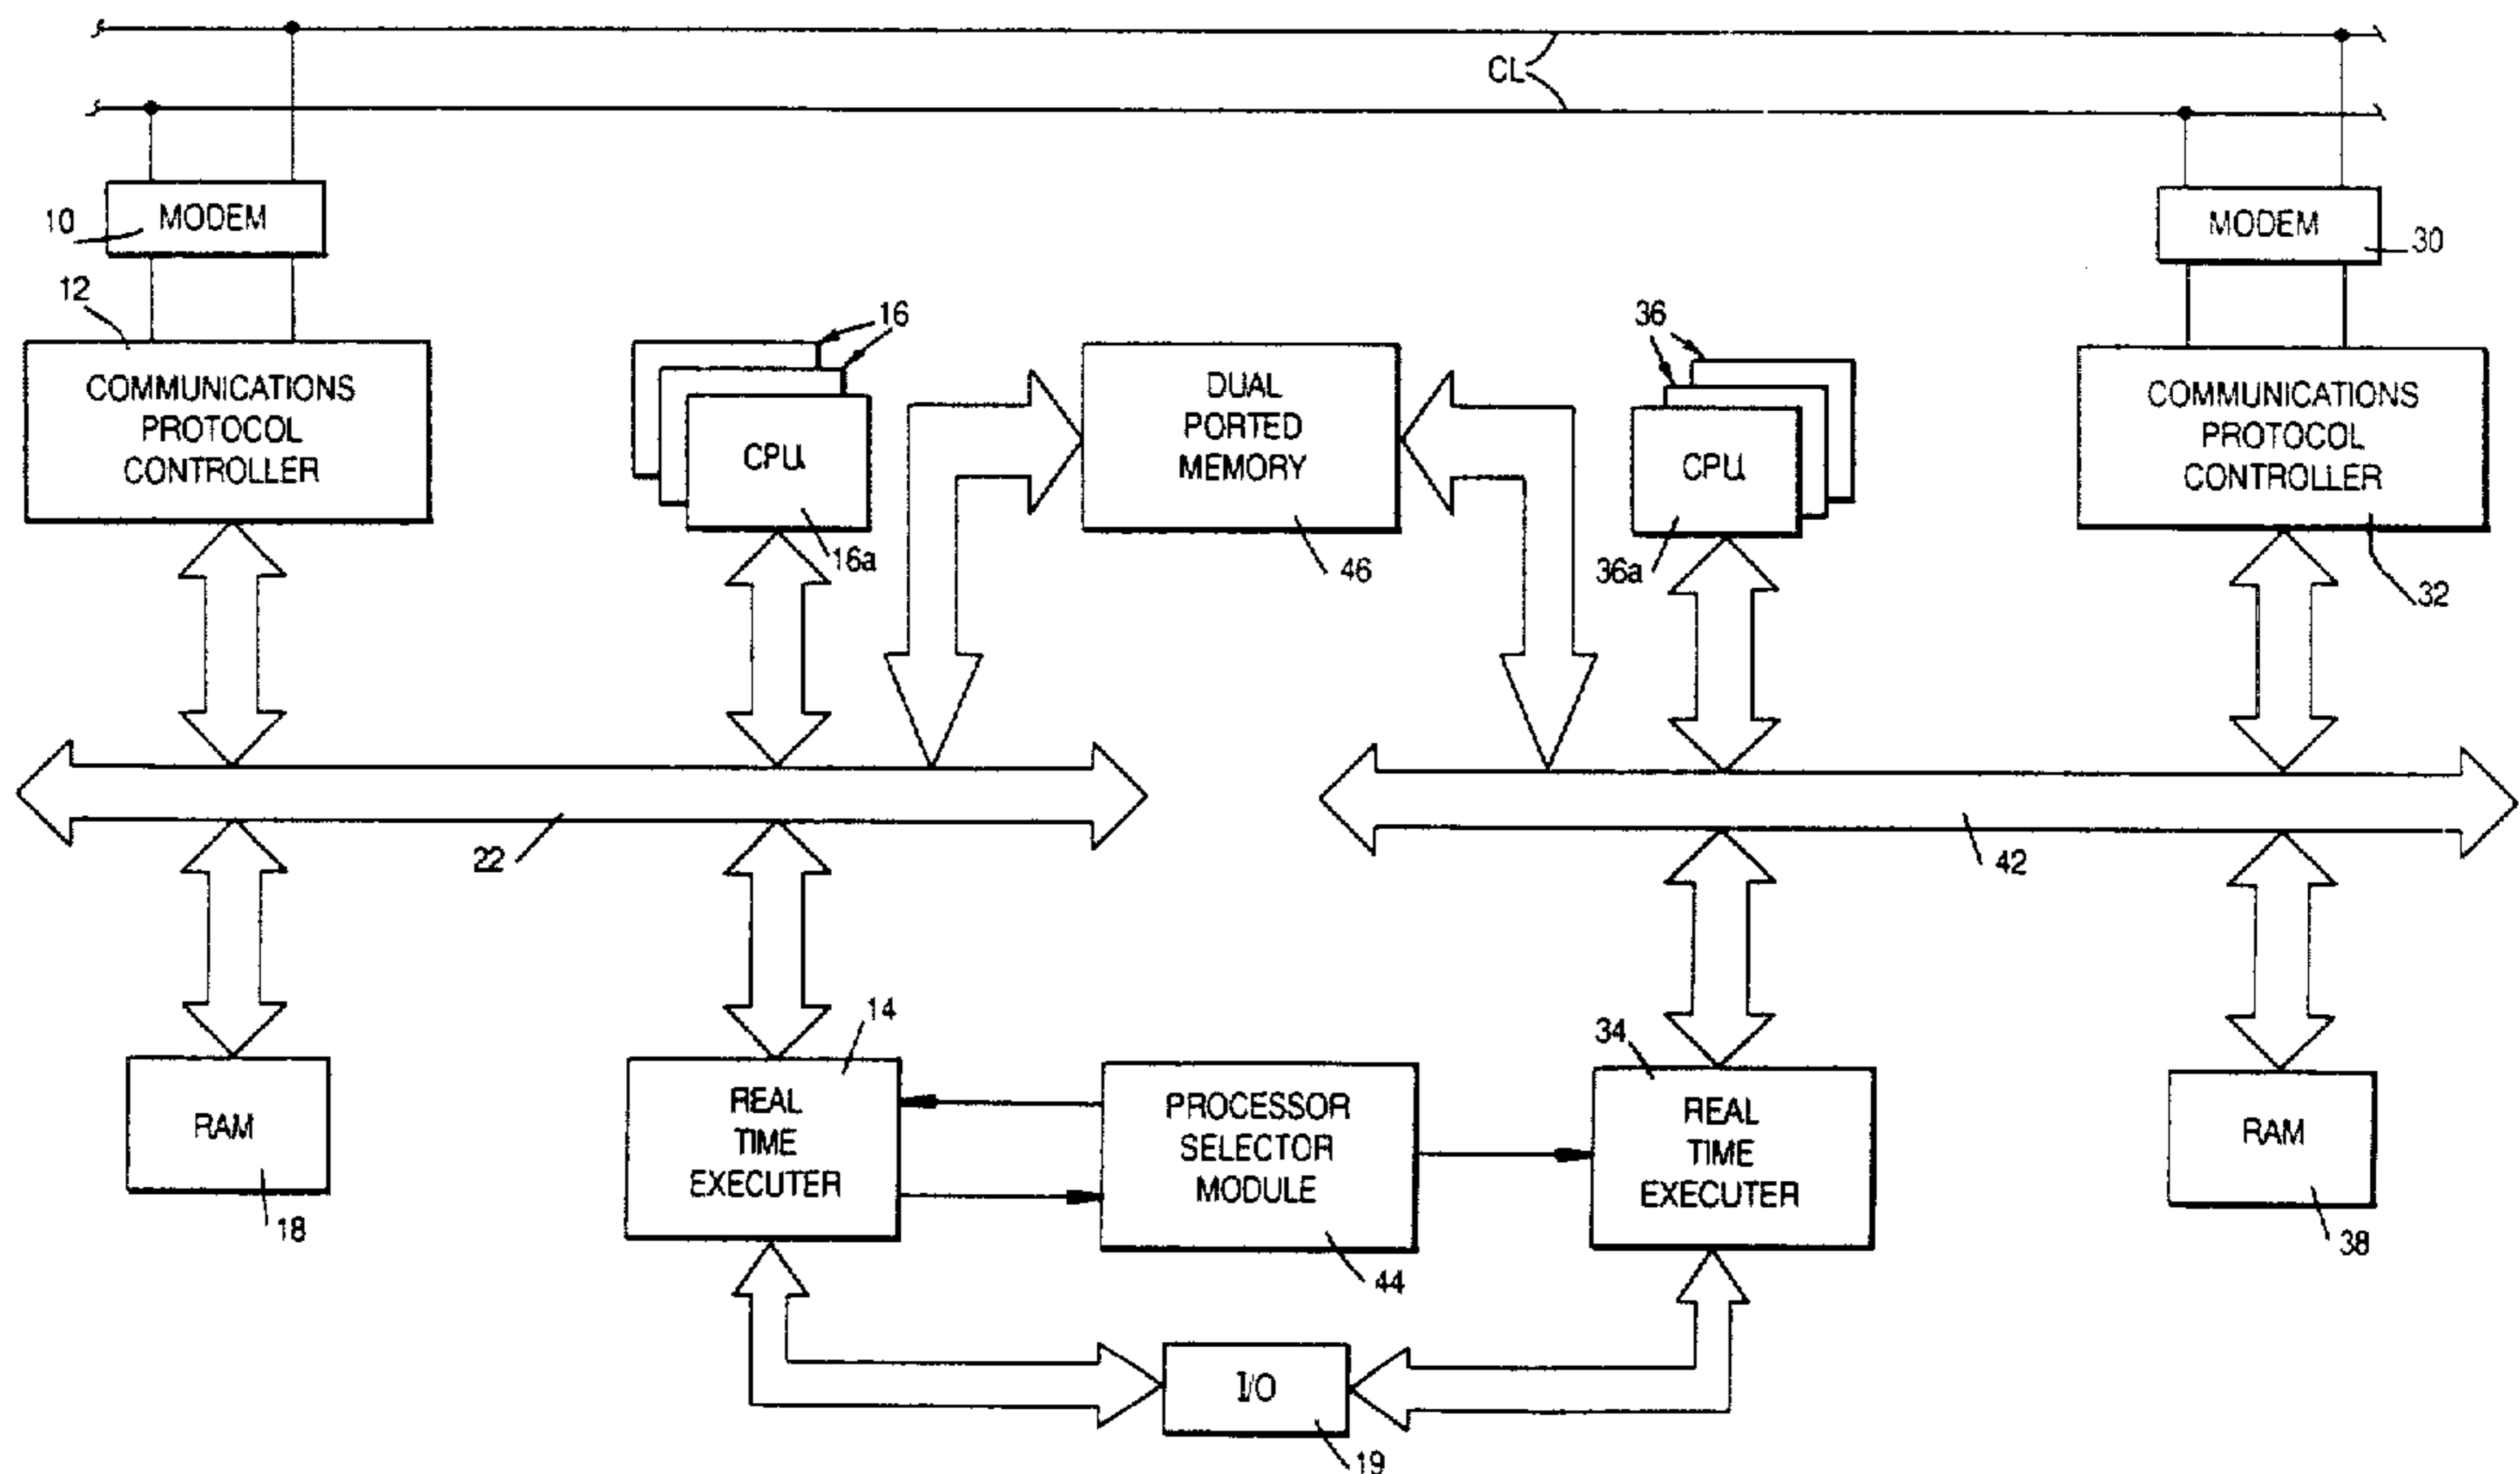 CL
10
MODEM
MODEM
30
12
COMMUNICATIONS
PROTOCOL
CONTROLLER
16
CPU
16a
DUAL
PORTED
MEMORY
46
36
CPU
36a
COMMUNICATIONS
PROTOCOL
CONTROLLER
32
22
42
RAM
18
14
REAL
TIME
EXECUTER
PROCESSOR
SELECTOR
MODULE
44
34
REAL
TIME
EXECUTER
RAM
38
I/O
19